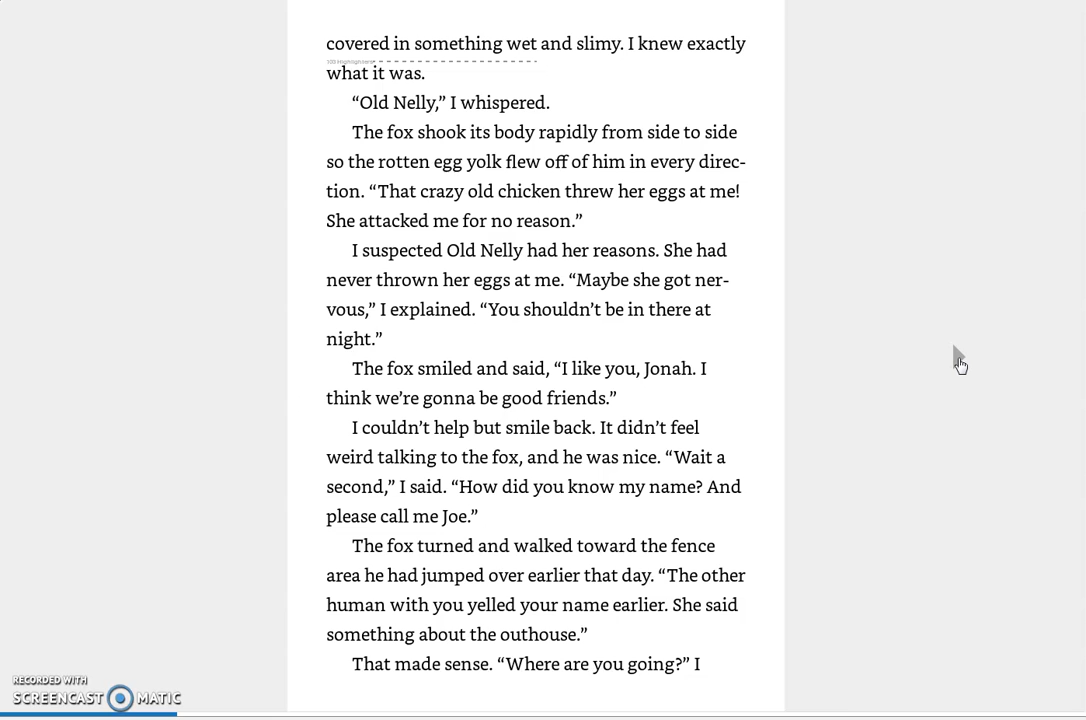 covered in something wet and slimy. I knew exactly
what it was.
“Old Nelly,” I whispered.
The fox shook its body rapidly from side to side
so the rotten egg yolk flew off of him in every direc-
tion. “That crazy old chicken threw her eggs at me!
She attacked me for no reason.”
I suspected Old Nelly had her reasons. She had
never thrown her eggs at me. “Maybe she got ner-
vous,” I explained. “You shouldn’t be in there at
night.”
The fox smiled and said, “I like you, Jonah. I
think we’re gonna be good friends.”
I couldn’t help but smile back. It didn’t feel
weird talking to the fox, and he was nice. “Wait a
second,” I said. “How did you know my name? And
please call me Joe.”
The fox turned and walked toward the fence
area he had jumped over earlier that day. “The other
human with you yelled your name earlier. She said
something about the outhouse.”
That made sense. “Where are you going?” I
RECORDED WITH
SCREENCAST MATIC